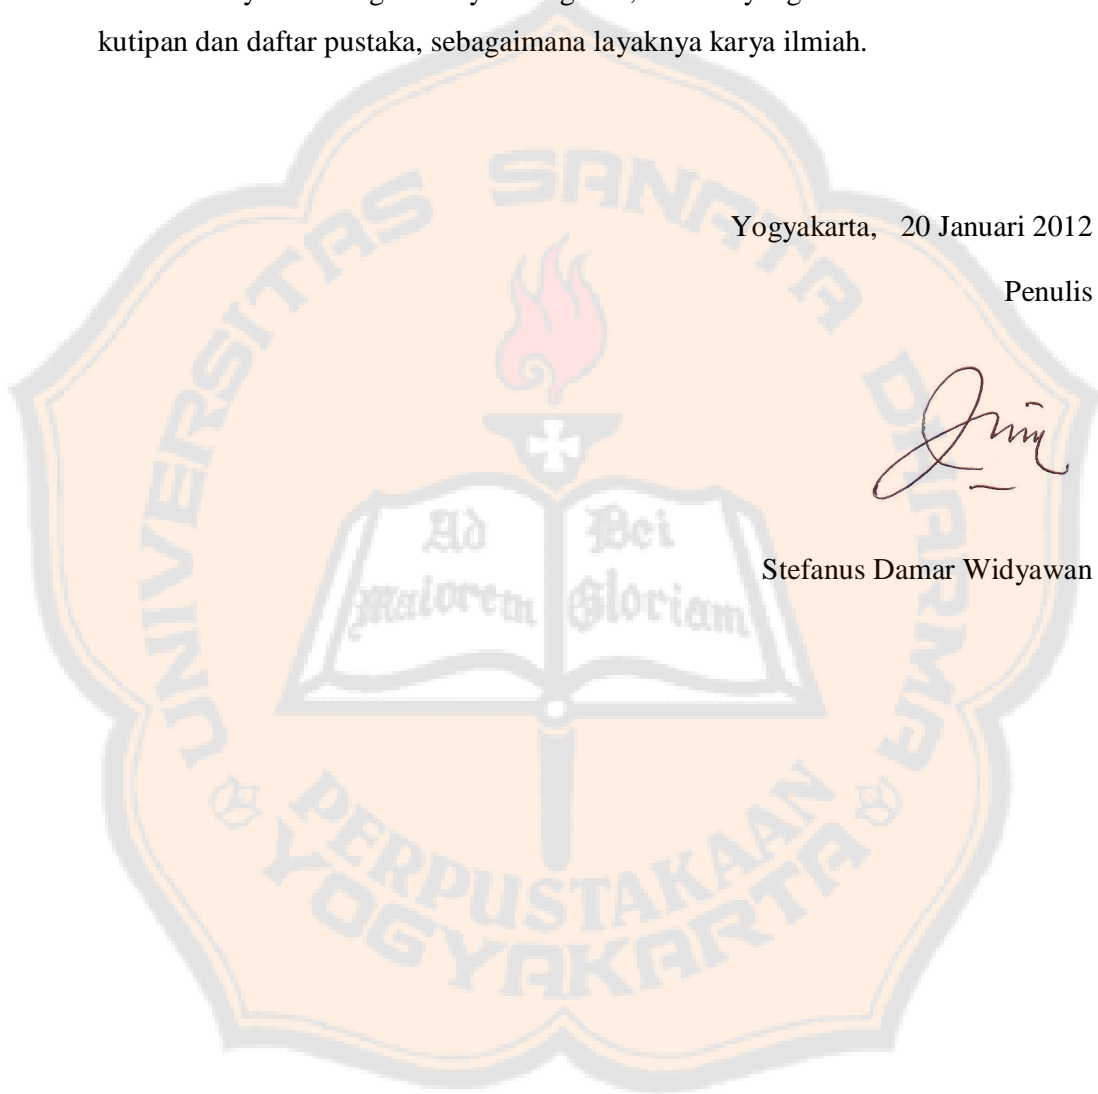 kutipan dan daftar pustaka, sebagaimana layaknya karya ilmiah.
UNIVERSITAS SANATA DHARMA
Yogyakarta, 20 Januari 2012
Penulis
Ad Dei
maiorem Gloriam
Stefanus Damar Widyawan
PERPUSTAKAAN
YOGYAKARTA